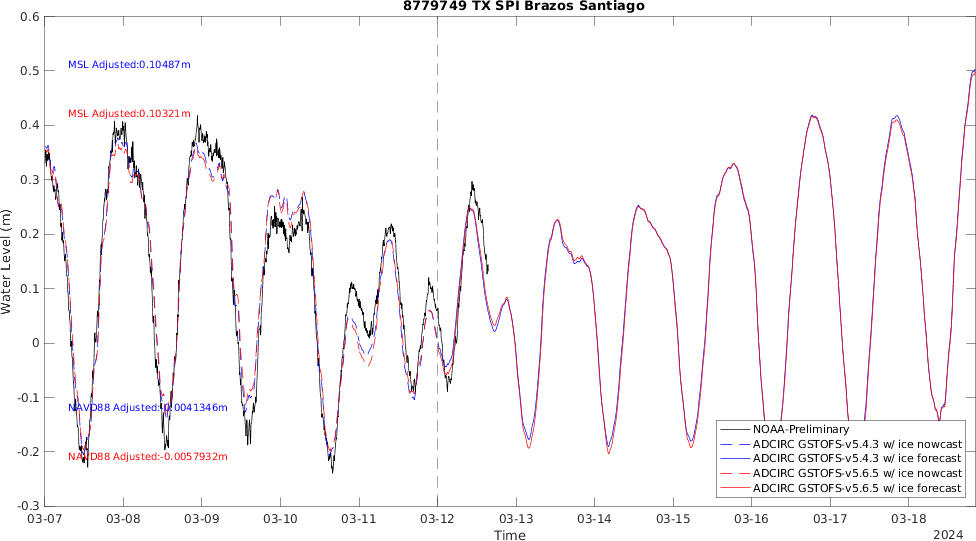 8779749 TX SPI Brazos Santiago
0.6
0.5
0.4
0.3
0.2
0.1
0
-0.1
-0.2
-0.3
Water Level (m)
MSL Adjusted:0.10487m
MSL Adjusted:0.10321m
NAVD88 Adjusted:-0.0041346m
NAVD88 Adjusted:-0.0057932m
NOAA-Preliminary
ADCIRC GSTOFS-v5.4.3 w/ ice nowcast
ADCIRC GSTOFS-v5.4.3 w/ ice forecast
ADCIRC GSTOFS-v5.6.5 w/ ice nowcast
ADCIRC GSTOFS-v5.6.5 w/ ice forecast
03-07 03-08 03-09 03-10 03-11 03-12 03-13 03-14 03-15 03-16 03-17 03-18
Time
2024